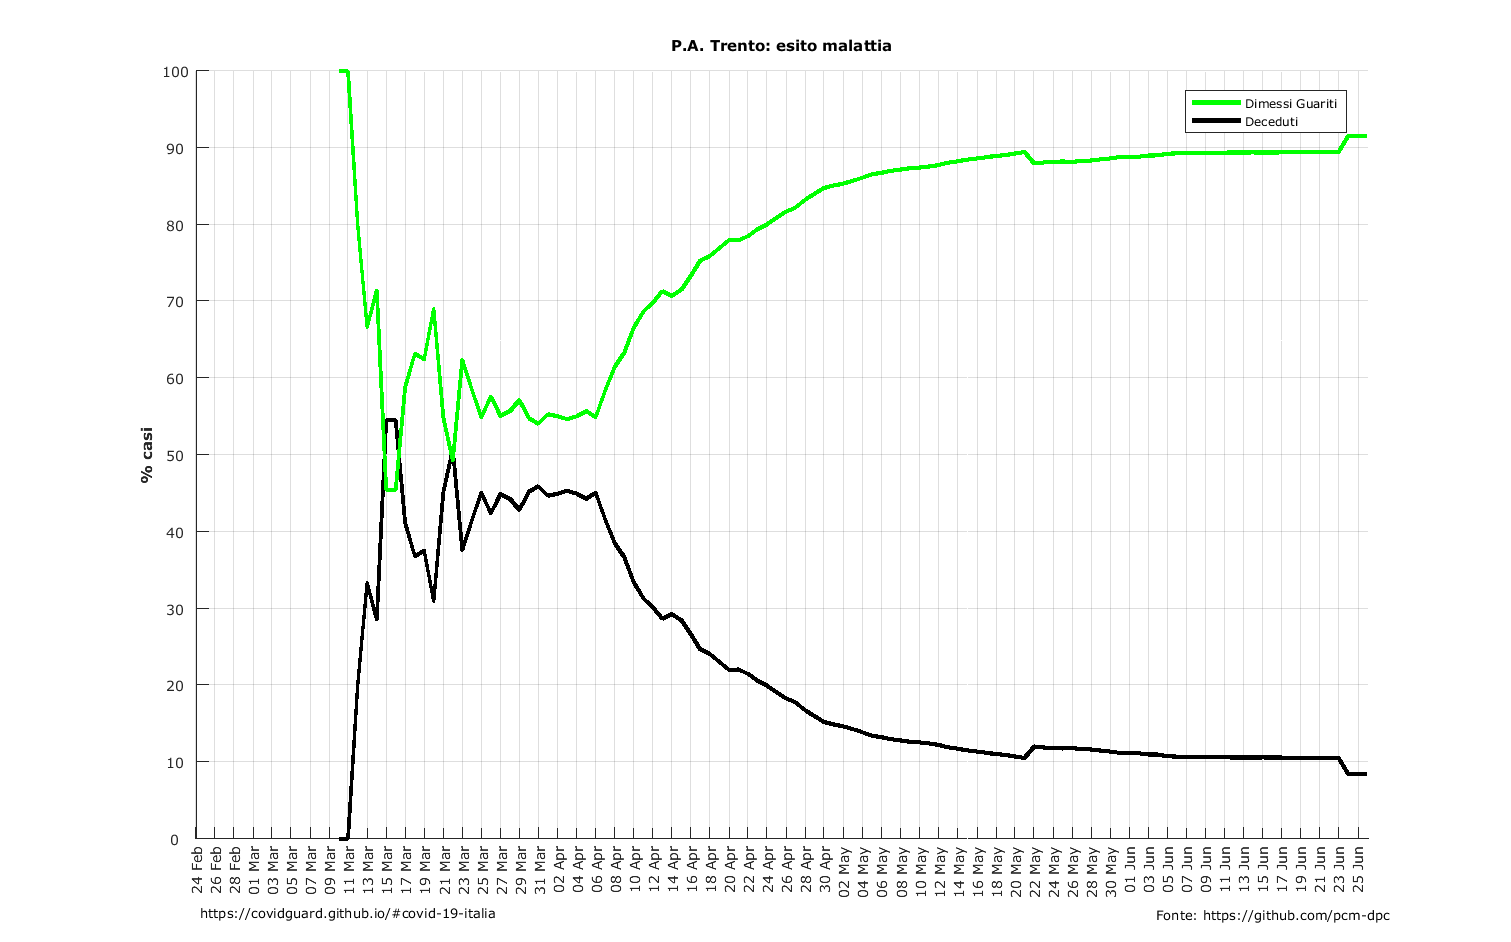 P.A. Trento: esito malattia
Dimessi Guariti
Deceduti
% casi
100
90
80
70
60
50
40
30
20
10
0
24 Feb
26 Feb
28 Feb
01 Mar
03 Mar
05 Mar
07 Mar
09 Mar
11 Mar
13 Mar
15 Mar
17 Mar
19 Mar
21 Mar
23 Mar
25 Mar
27 Mar
29 Mar
31 Mar
02 Apr
04 Apr
06 Apr
08 Apr
10 Apr
12 Apr
14 Apr
16 Apr
18 Apr
20 Apr
22 Apr
24 Apr
26 Apr
28 Apr
30 Apr
02 May
04 May
06 May
08 May
10 May
12 May
14 May
16 May
18 May
20 May
22 May
24 May
26 May
28 May
30 May
01 Jun
03 Jun
05 Jun
07 Jun
09 Jun
11 Jun
13 Jun
15 Jun
17 Jun
19 Jun
21 Jun
23 Jun
25 Jun
https://covidguard.github.io/#covid-19-italia
Fonte: https://github.com/pcm-dpc